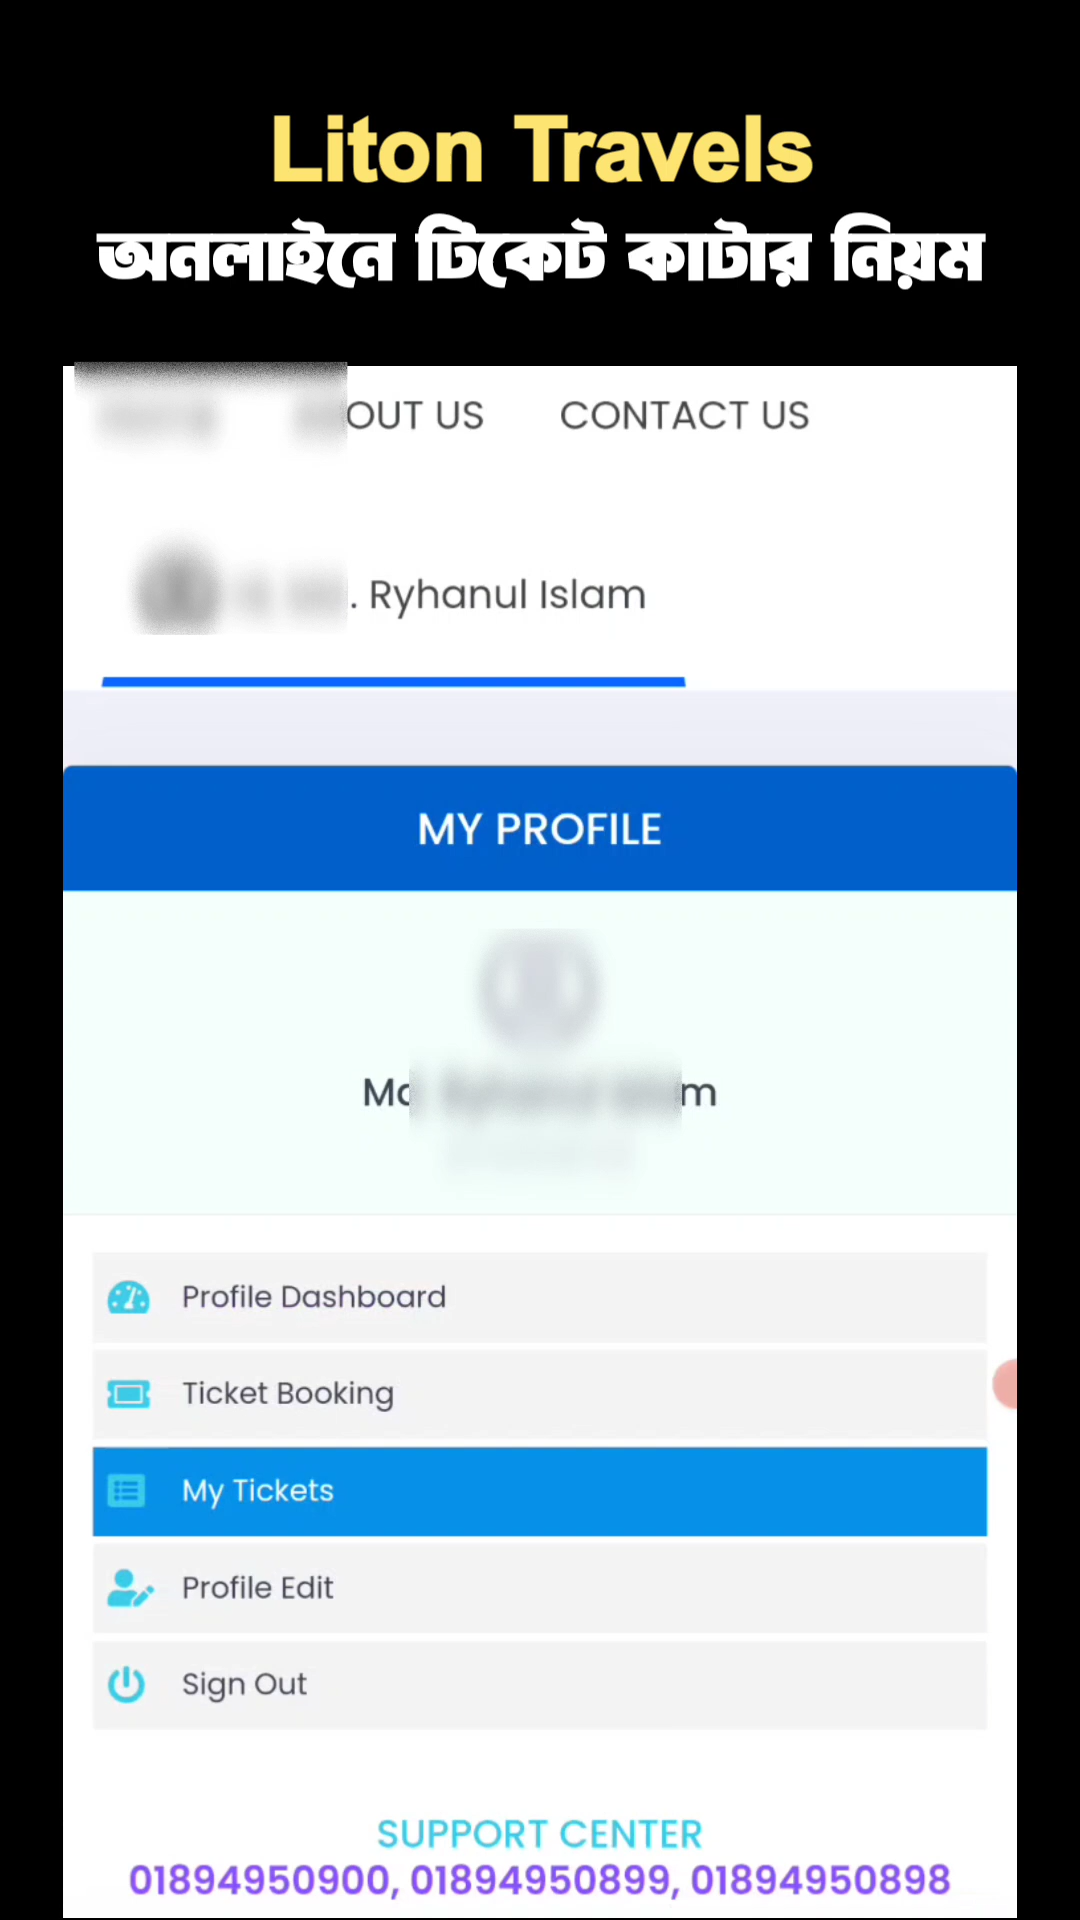 Liton Travels
অনলাইনে টিকেট কাটার নিয়ম
OUT US CONTACT US
. Ryhanul Islam
MY PROFILE
Profile Dashboard
Ticket Booking
My Tickets
Profile Edit
Sign Out
SUPPORT CENTER
01894950900, 01894950899, 01894950898